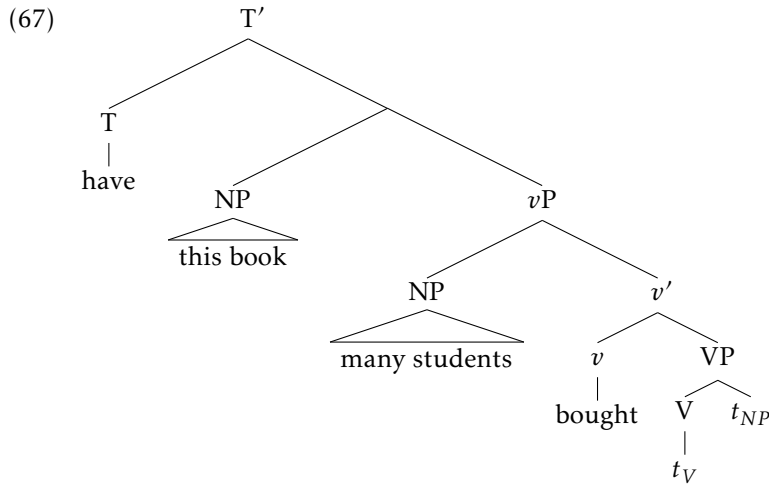 (67) T′
T
have
NP vP
this book
NP v′
many students v VP
bought V t_NP
t_V